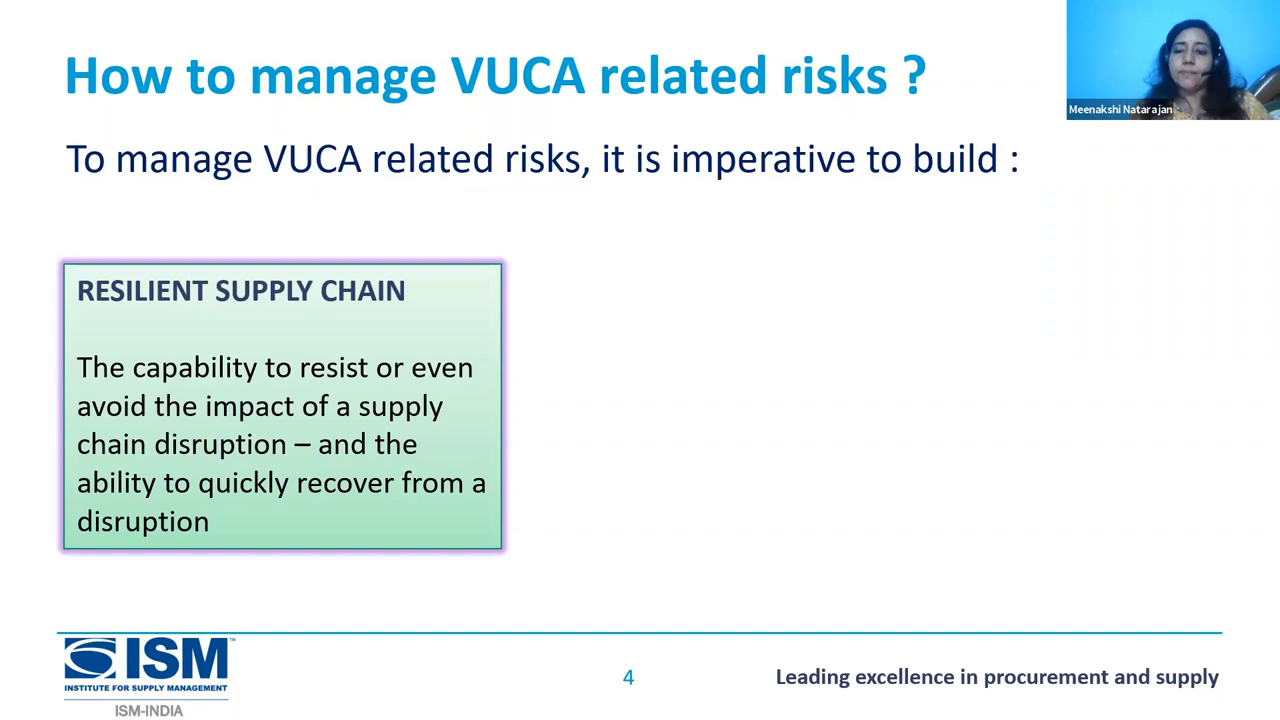 How to manage VUCA related risks ?
Meenakshi Natarajan
To manage VUCA related risks, it is imperative to build :
RESILIENT SUPPLY CHAIN
The capability to resist or even
avoid the impact of a supply
chain disruption – and the
ability to quickly recover from a
disruption
ISM™
INSTITUTE FOR SUPPLY MANAGEMENT
ISM-INDIA
4
Leading excellence in procurement and supply